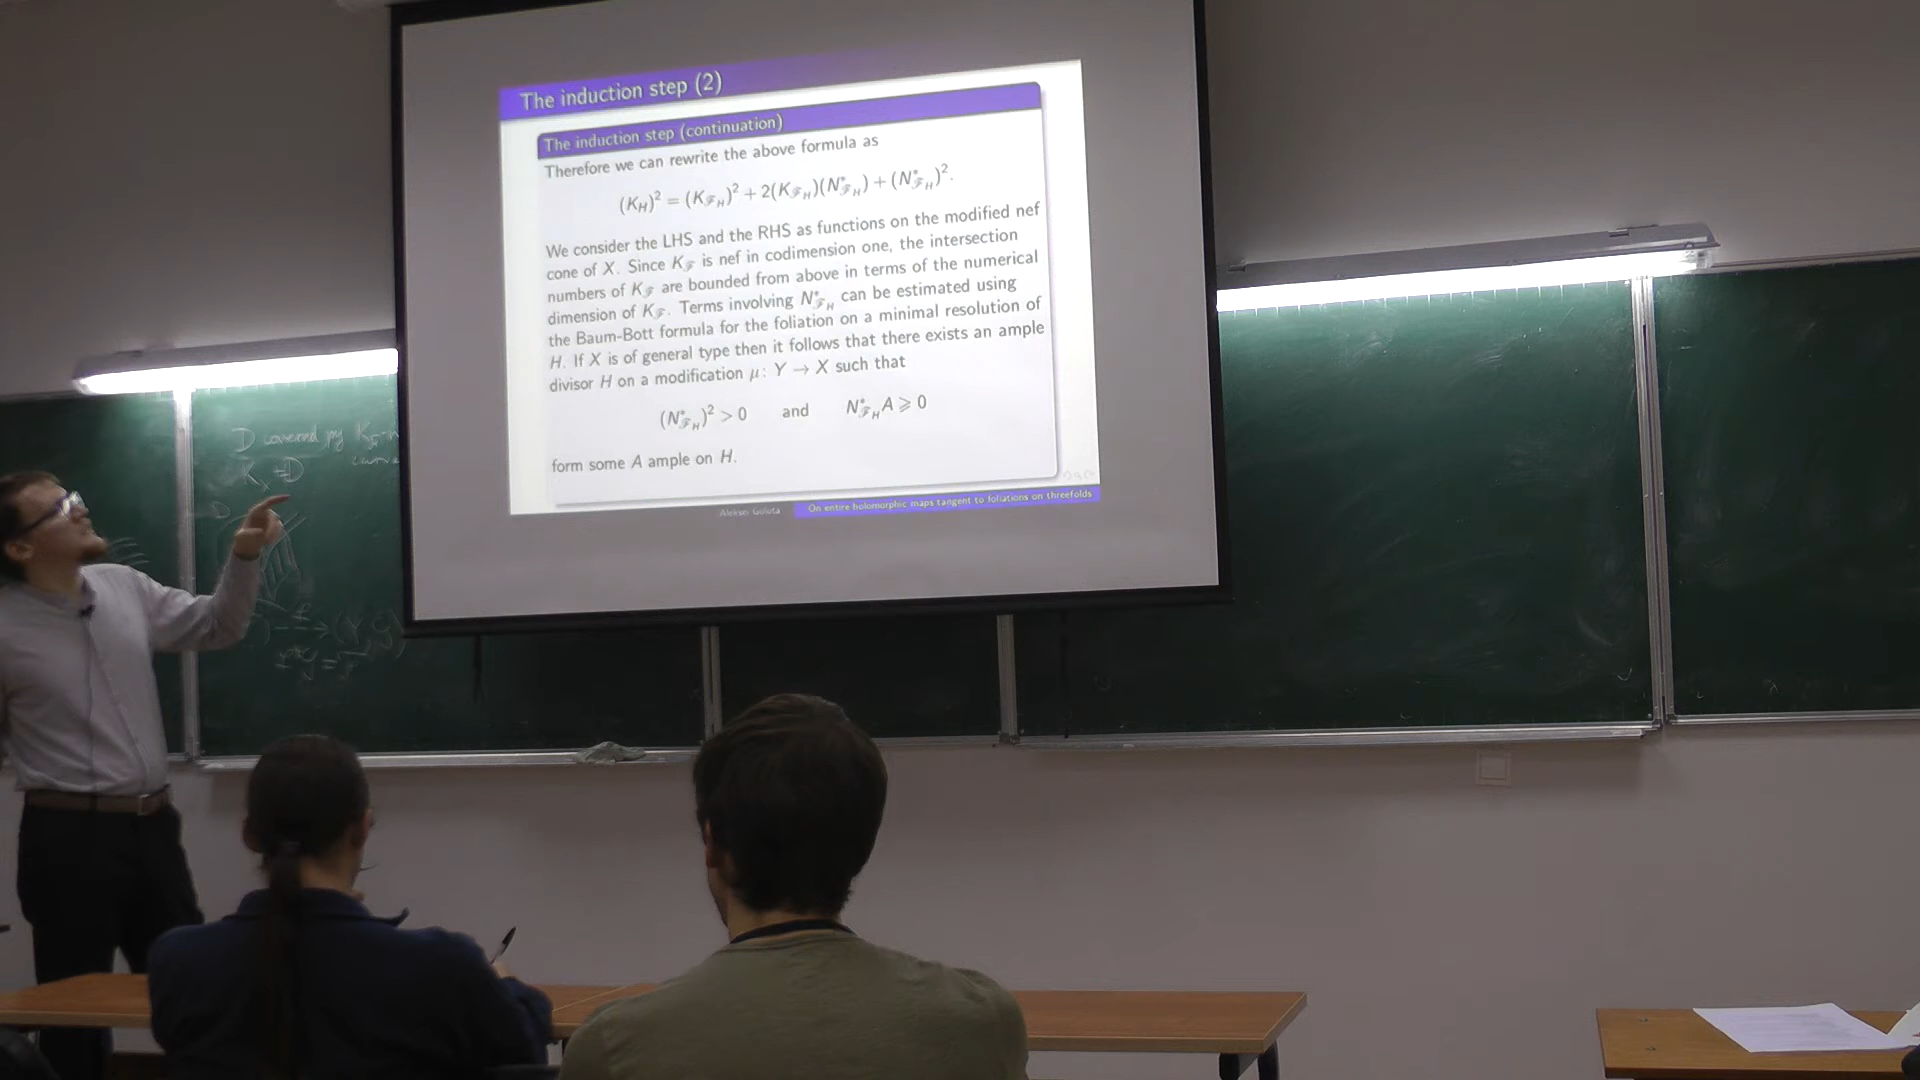 The induction step (2)
The induction step (continuation)
Therefore we can rewrite the above formula as
(K_H)² = (K_{ℱ_H})² + 2(K_{ℱ_H})(N*_{ℱ_H}) + (N*_{ℱ_H})².
We consider the LHS and the RHS as functions on the modified nef
cone of X. Since K_ℱ is nef in codimension one, the intersection
numbers of K_ℱ are bounded from above in terms of the numerical
dimension of K_ℱ. Terms involving N*_{ℱ_H} can be estimated using
the Baum-Bott formula for the foliation on a minimal resolution of
H. If X is of general type then it follows that there exists an ample
divisor H on a modification μ: Y → X such that
(N*_{ℱ_H})² > 0 and N*_{ℱ_H} A ⩾ 0
form some A ample on H.
Aleksei Golota On entire holomorphic maps tangent to foliations on threefolds
D covered by K_ℱ
D